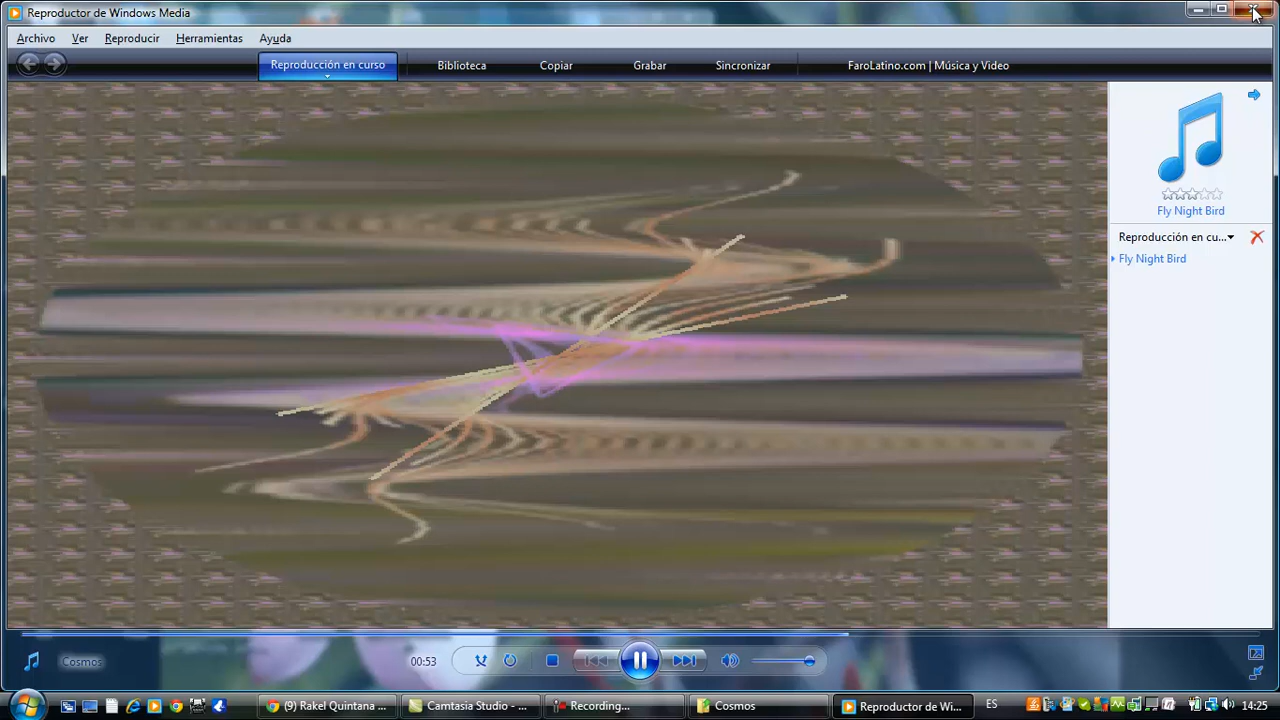 Reproductor de Windows Media
Archivo Ver Reproducir Herramientas Ayuda
Reproducción en curso Biblioteca Copiar Grabar Sincronizar FaroLatino.com | Música y Video
Fly Night Bird
Reproducción en cu...
Fly Night Bird
Cosmos 00:53
(9) Rakel Quintana ... Camtasia Studio - ... Recording... Cosmos Reproductor de Wi... ES 14:25